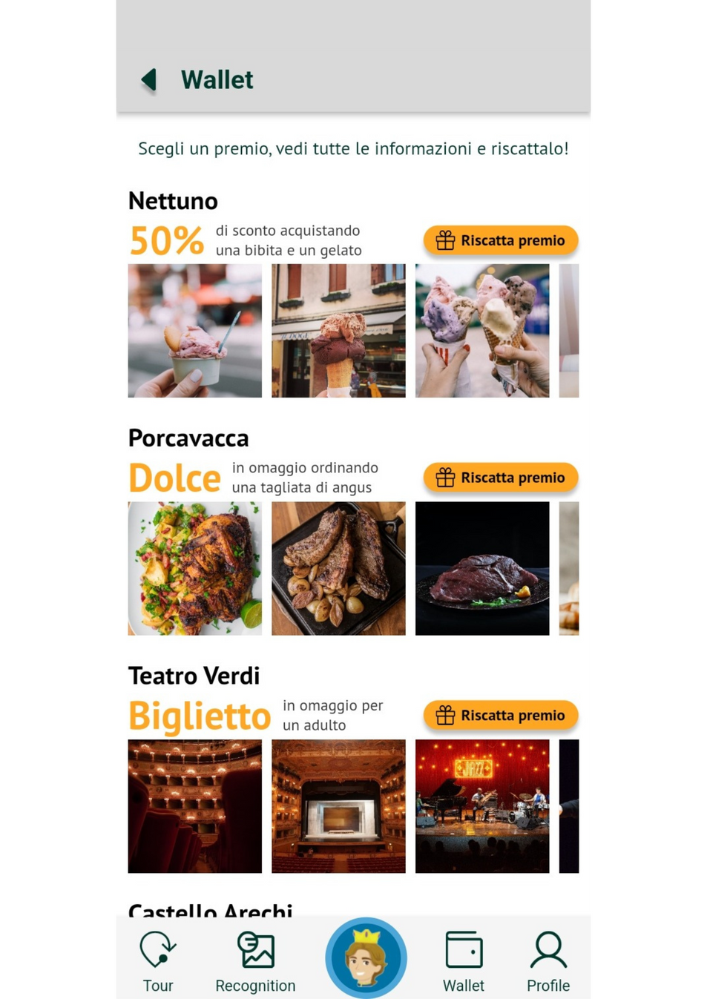 Wallet
Scegli un premio, vedi tutte le informazioni e riscattalo!
Nettuno
50% di sconto acquistando
una bibita e un gelato
Riscatta premio
Porcavacca
Dolce in omaggio ordinando
una tagliata di angus
Riscatta premio
Teatro Verdi
Biglietto in omaggio per
un adulto
Riscatta premio
JAZZ
Castello Arechi
Tour
Recognition
Wallet
Profile